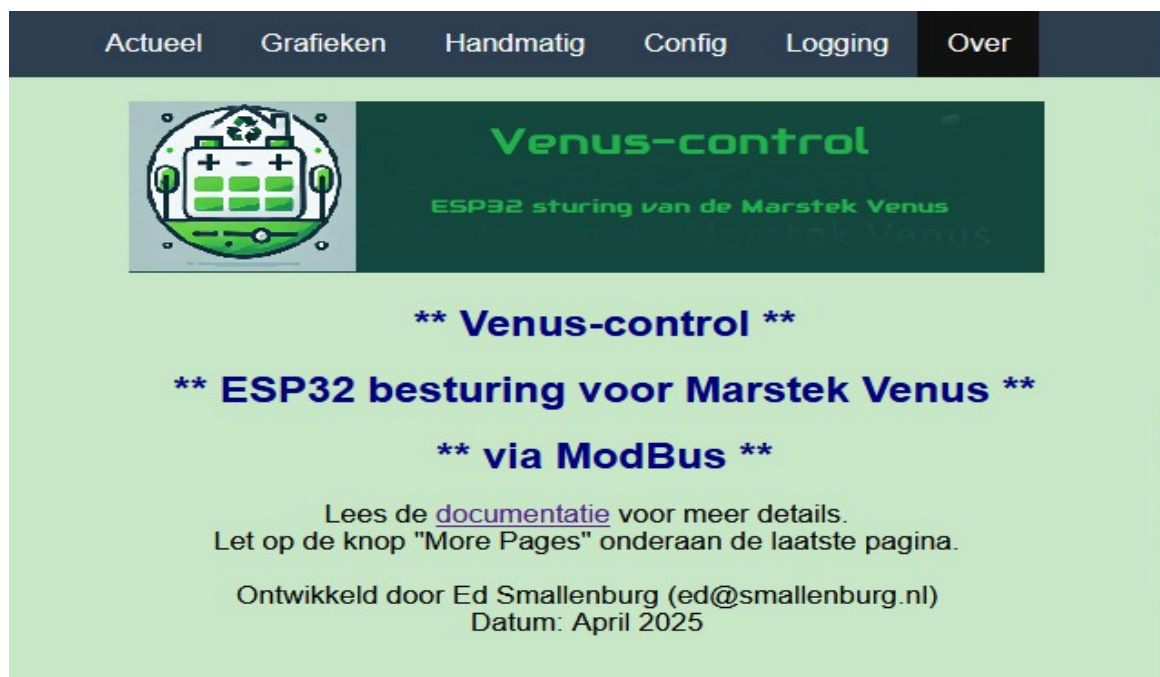 Actueel Grafieken Handmatig Config Logging Over
Venus-control
ESP32 sturing van de Marstek Venus
** Venus-control **
** ESP32 besturing voor Marstek Venus **
** via ModBus **
Lees de documentatie voor meer details.
Let op de knop "More Pages" onderaan de laatste pagina.
Ontwikkeld door Ed Smallenburg (ed@smallenburg.nl)
Datum: April 2025